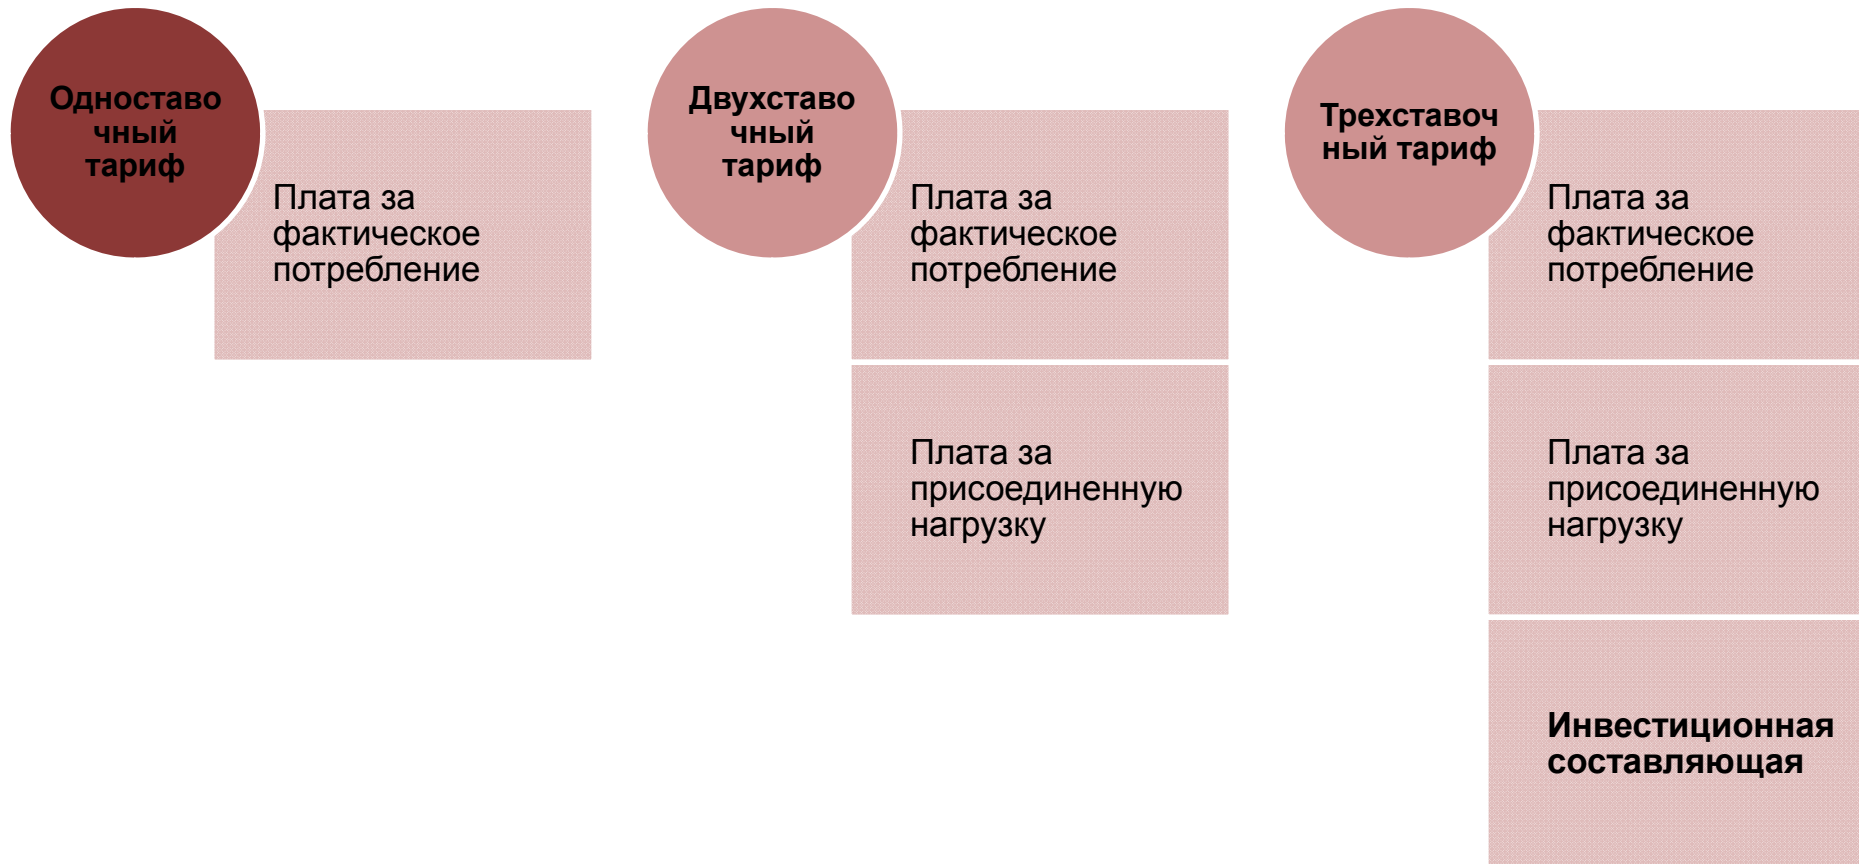 Одноставо
чный
тариф
Плата за
фактическое
потребление
Двухставо
чный
тариф
Плата за
фактическое
потребление
Плата за
присоединенную
нагрузку
Трехставоч
ный тариф
Плата за
фактическое
потребление
Плата за
присоединенную
нагрузку
Инвестиционная
составляющая